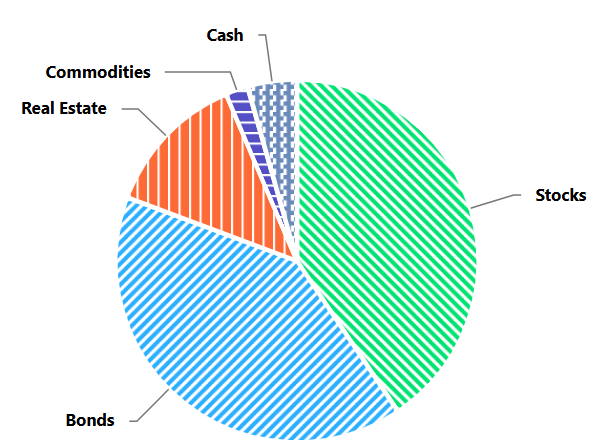 Cash
Commodities
Real Estate
Stocks
Bonds